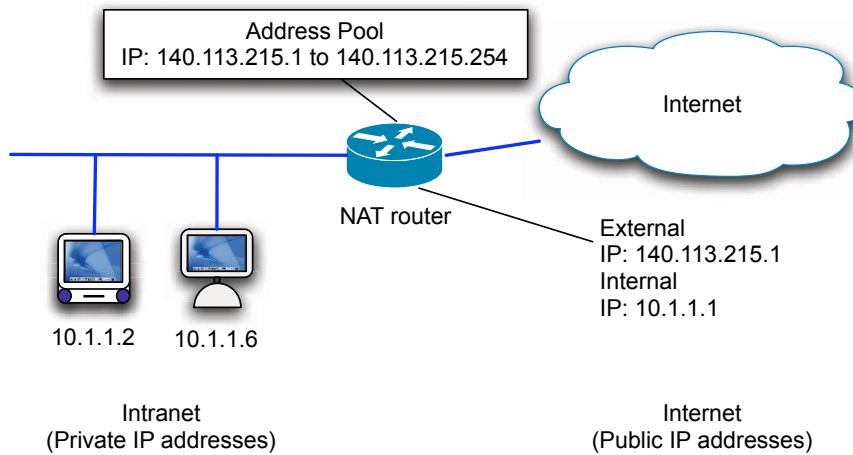 Address Pool
IP: 140.113.215.1 to 140.113.215.254
Internet
NAT router
External
IP: 140.113.215.1
Internal
IP: 10.1.1.1
10.1.1.2
10.1.1.6
Intranet
(Private IP addresses)
Internet
(Public IP addresses)